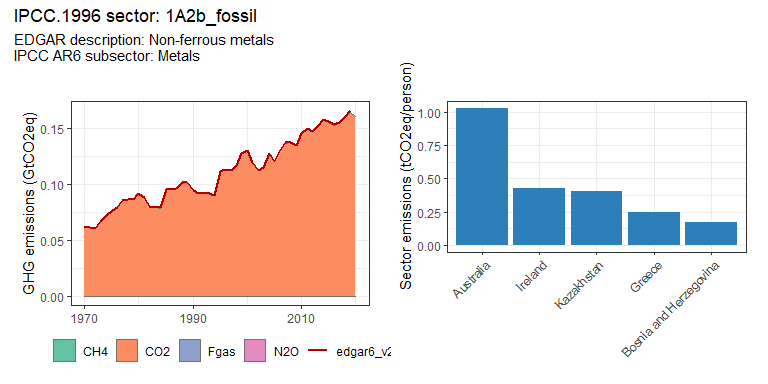 IPCC.1996 sector: 1A2b_fossil
EDGAR description: Non-ferrous metals
IPCC AR6 subsector: Metals
GHG emissions (GtCO2eq)
0.15
0.10
0.05
0.00
1970
1990
2010
CH4
CO2
Fgas
N2O
edgar6_v2
Sector emissions (tCO2eq/person)
1.00
0.75
0.50
0.25
0.00
Australia
Ireland
Kazakhstan
Greece
Bosnia and Herzegovina